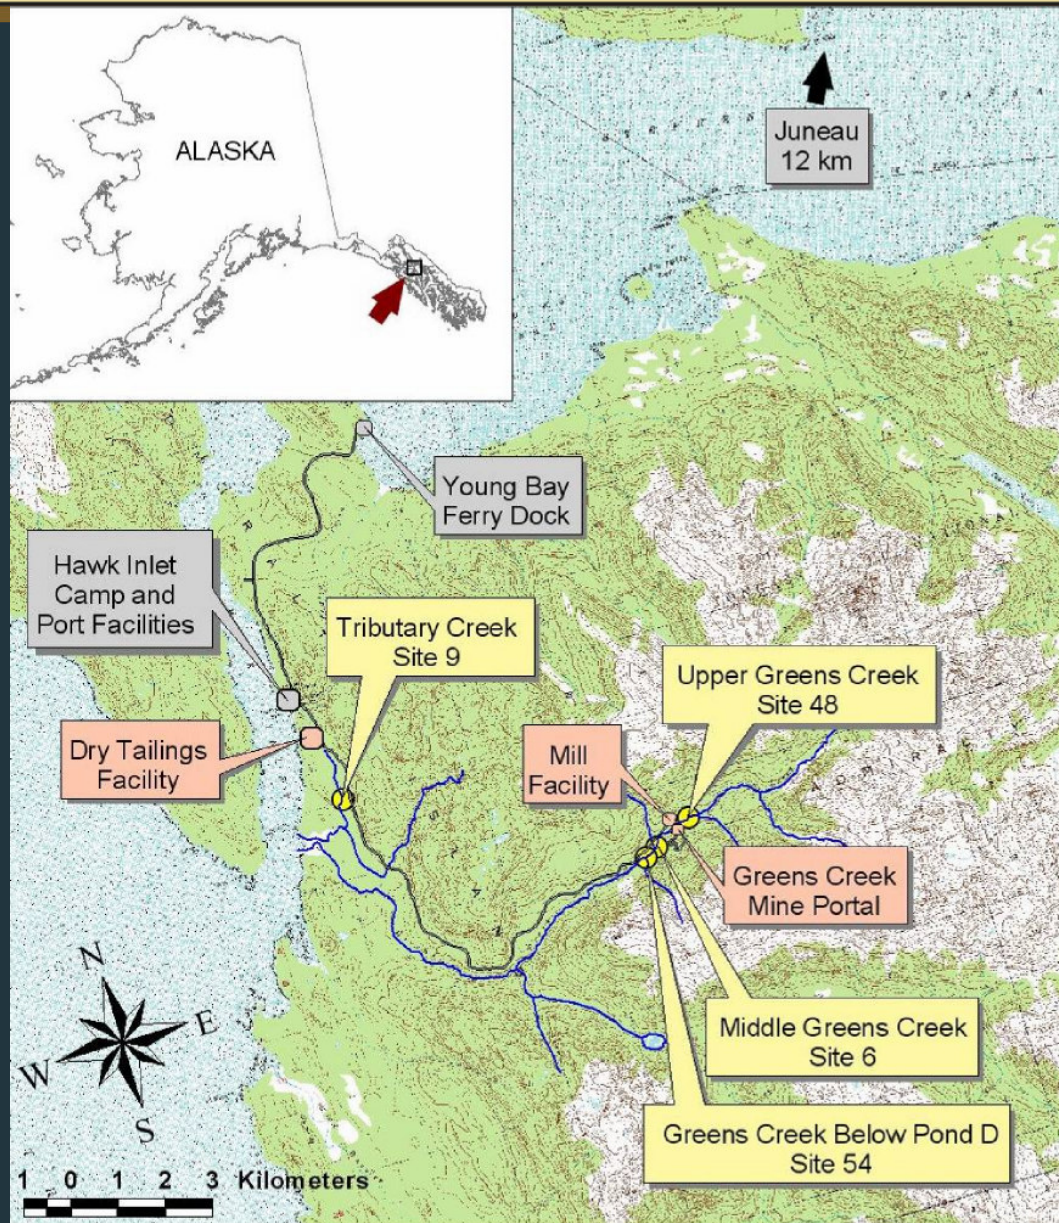 ALASKA
Juneau
12 km
Young Bay
Ferry Dock
Hawk Inlet
Camp and
Port Facilities
Tributary Creek
Site 9
Upper Greens Creek
Site 48
Dry Tailings
Facility
Mill
Facility
Greens Creek
Mine Portal
Middle Greens Creek
Site 6
Greens Creek Below Pond D
Site 54
N
E
W
S
1 0 1 2 3 Kilometers